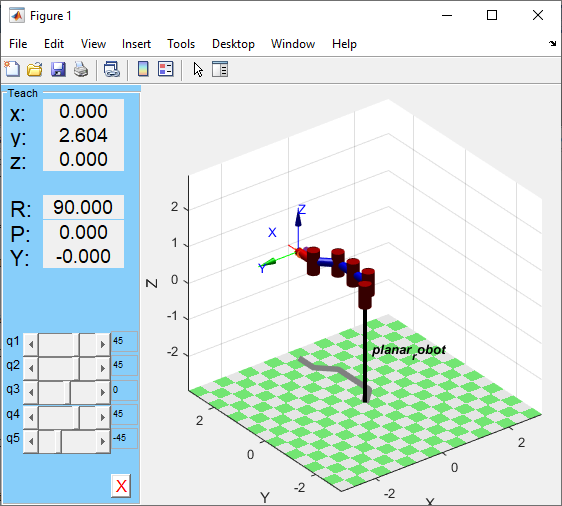 Figure 1
File Edit View Insert Tools Desktop Window Help
Teach
x: 0.000
y: 2.604
z: 0.000
R: 90.000
P: 0.000
Y: -0.000
q1 45
q2 45
q3 0
q4 45
q5 -45
X
Z
2
1
0
-1
-2
Z
X
Y
planar_robot
2
0
-2
Y
-2
0
2
X